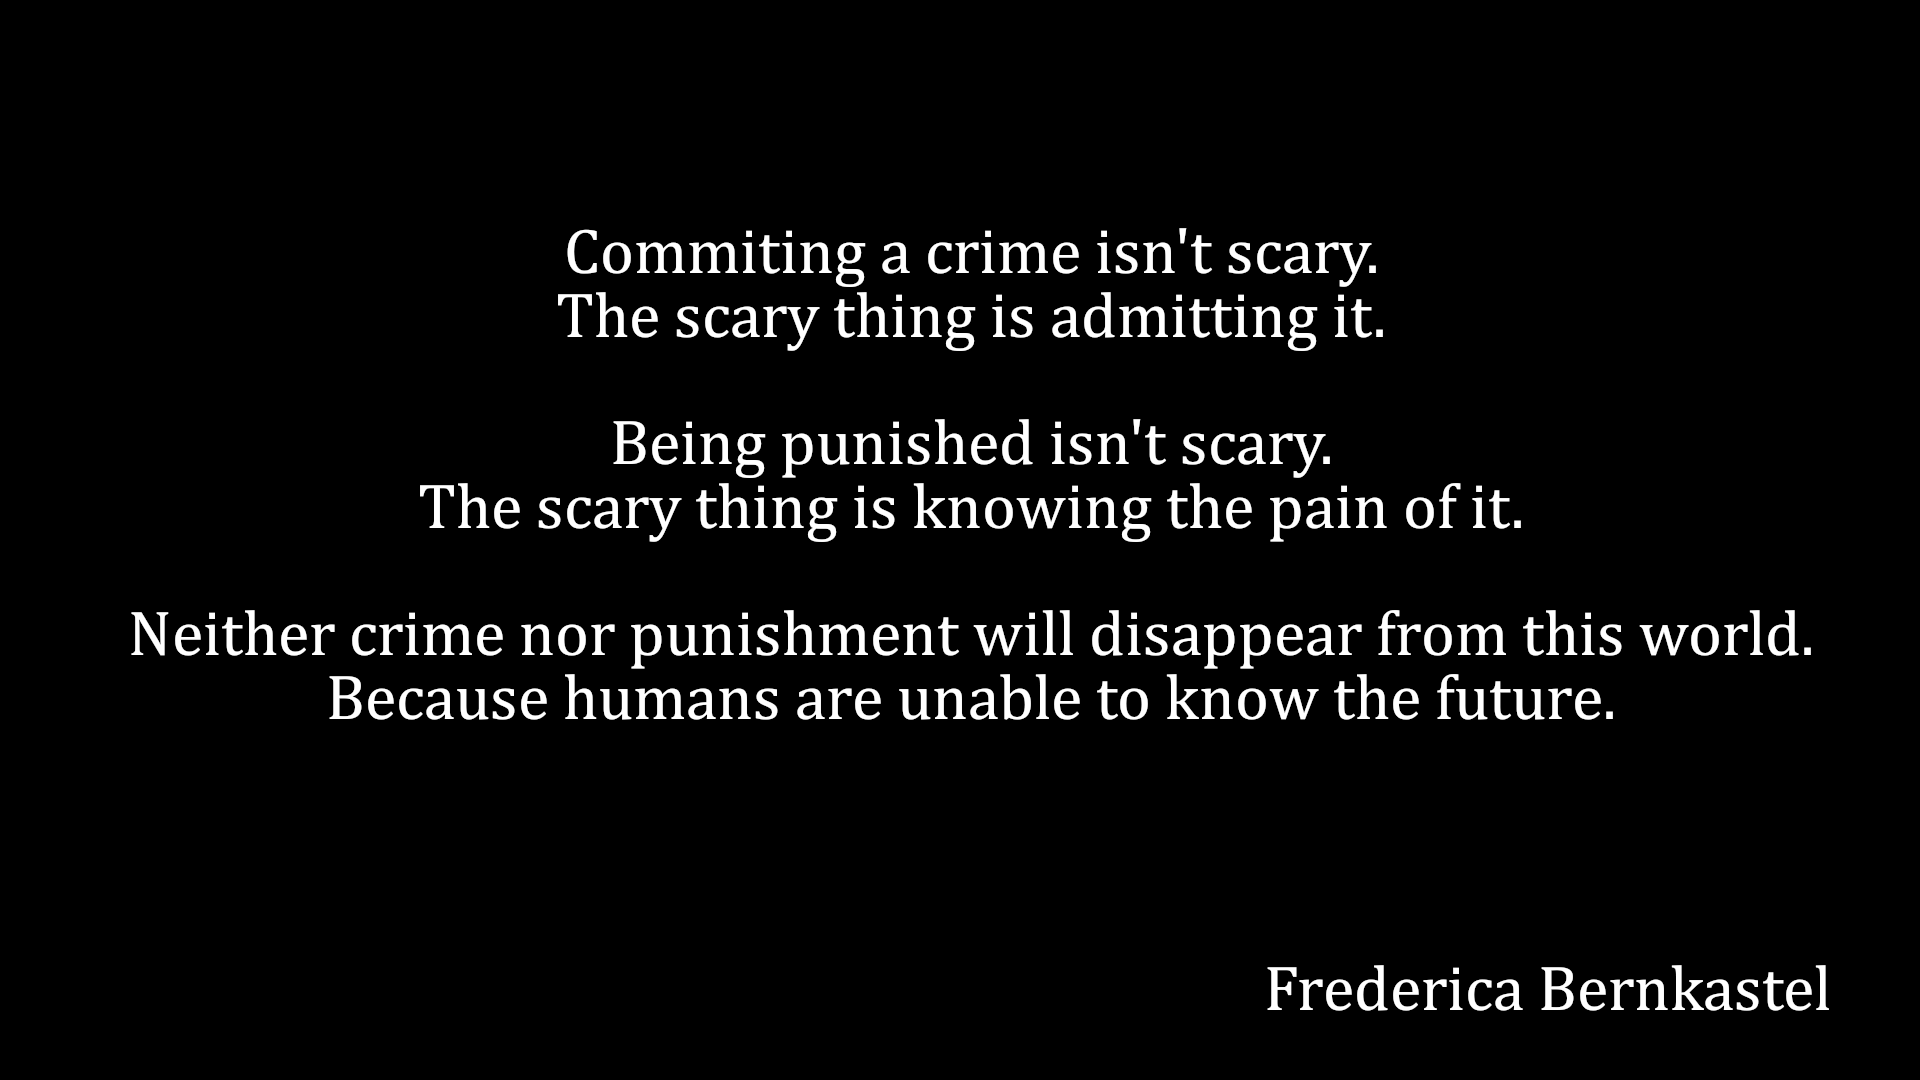 Commiting a crime isn't scary.
The scary thing is admitting it.
Being punished isn't scary.
The scary thing is knowing the pain of it.
Neither crime nor punishment will disappear from this world.
Because humans are unable to know the future.
Frederica Bernkastel